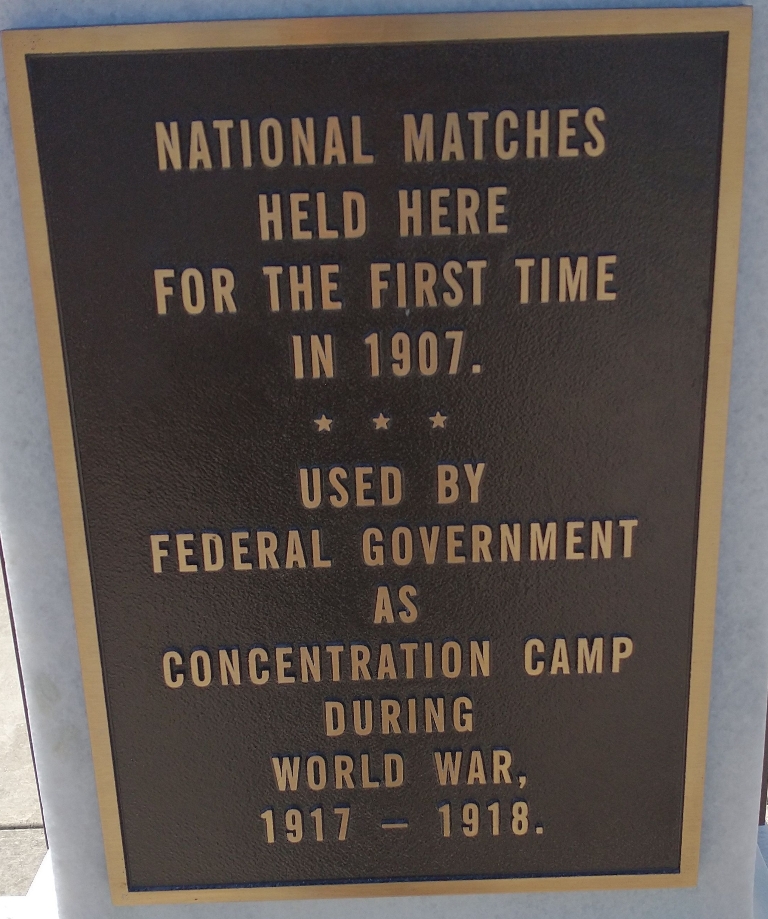 NATIONAL MATCHES
HELD HERE
FOR THE FIRST TIME
IN 1907.
★ ★ ★
USED BY
FEDERAL GOVERNMENT
AS
CONCENTRATION CAMP
DURING
WORLD WAR,
1917 – 1918.